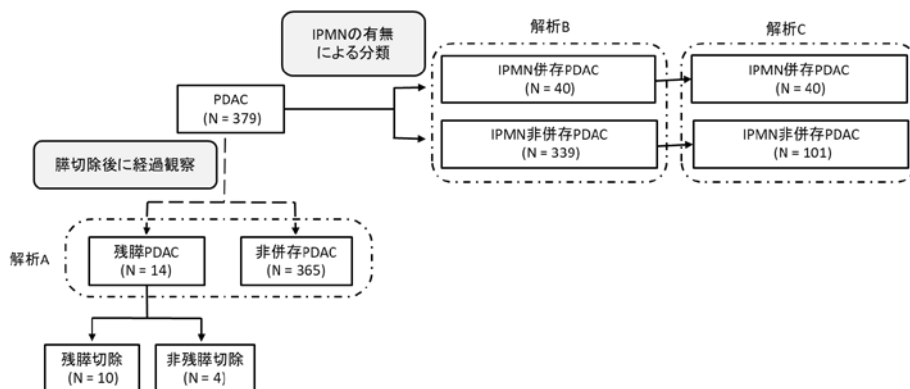 IPMNの有無
による分類
解析B
解析C
PDAC
(N = 379)
IPMN併存PDAC
(N = 40)
IPMN併存PDAC
(N = 40)
IPMN非併存PDAC
(N = 339)
IPMN非併存PDAC
(N = 101)
膵切除後に経過観察
解析A
残膵PDAC
(N = 14)
非併存PDAC
(N = 365)
残膵切除
(N = 10)
非残膵切除
(N = 4)